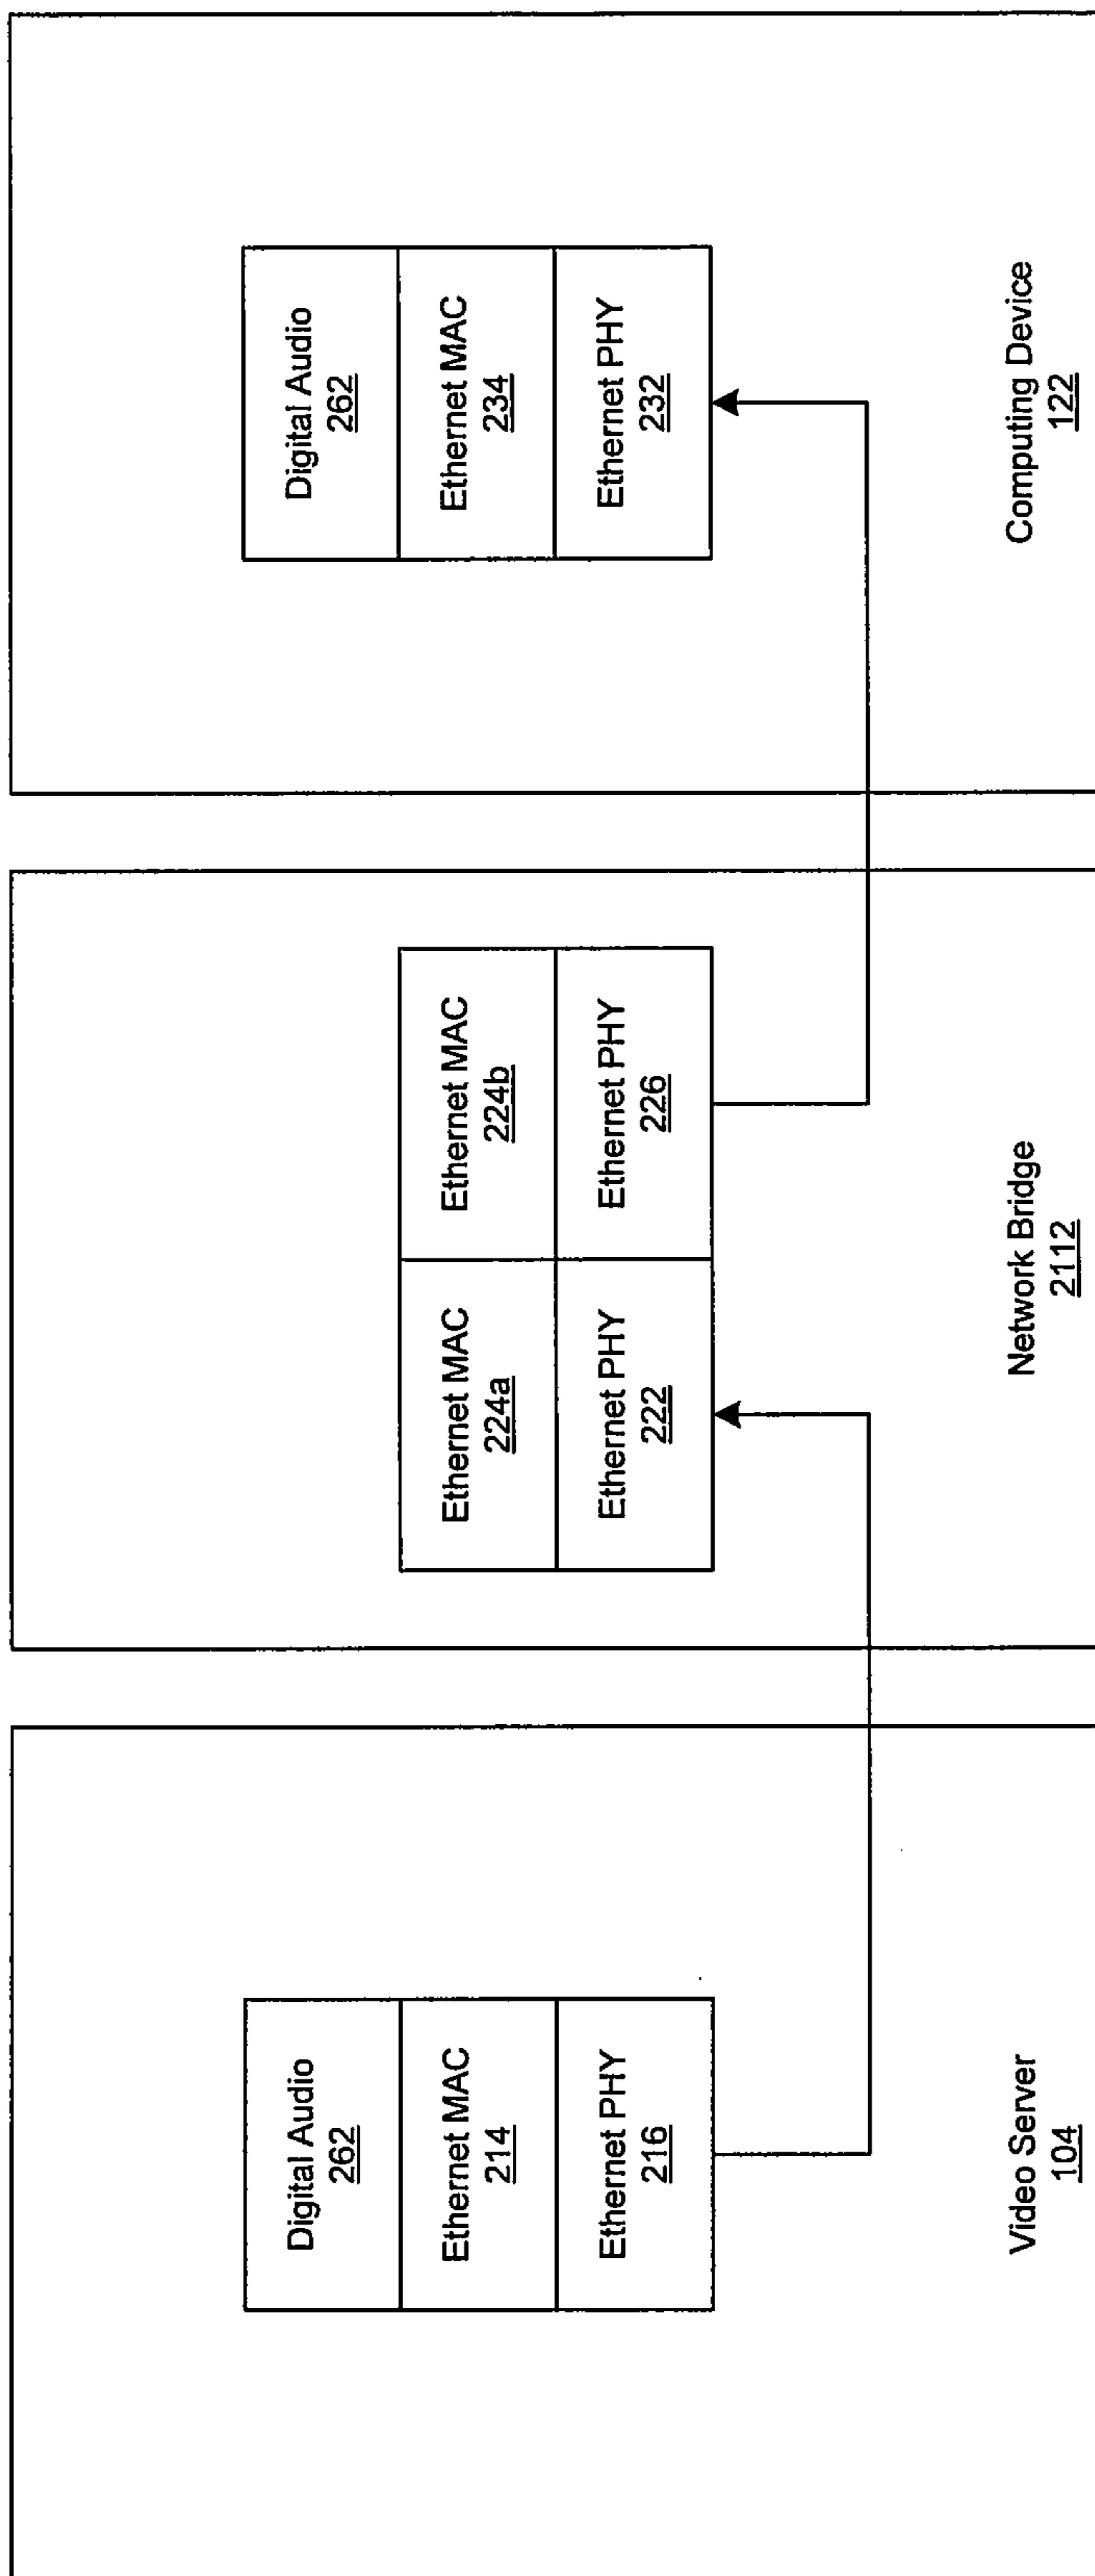 Digital Audio
262
Ethernet MAC
214
Ethernet PHY
216
Video Server
104
Ethernet MAC
224a
Ethernet MAC
224b
Ethernet PHY
222
Ethernet PHY
226
Network Bridge
2112
Digital Audio
262
Ethernet MAC
234
Ethernet PHY
232
Computing Device
122